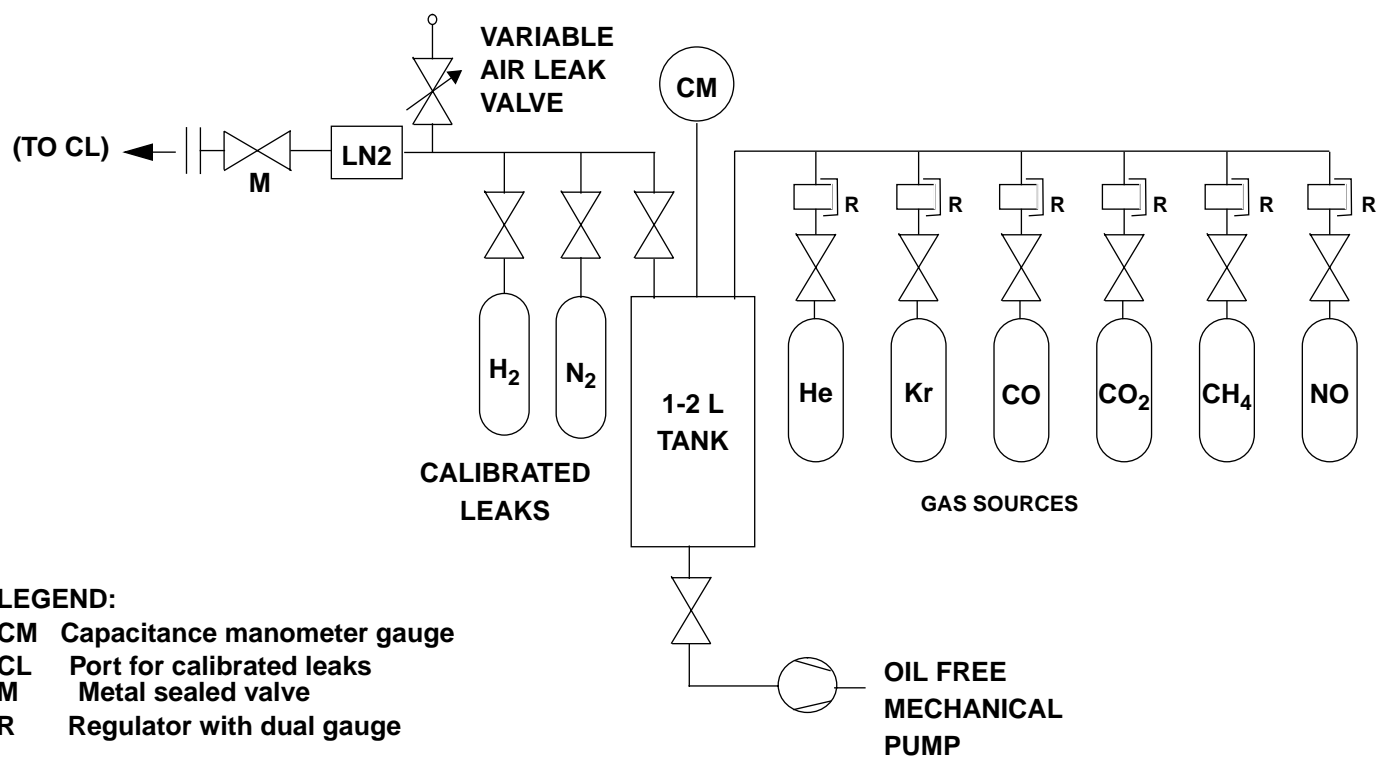 VARIABLE
AIR LEAK
VALVE
CM
(TO CL)
LN2
M
R R R R R R
H2 N2
1-2 L
TANK
He Kr CO CO2 CH4 NO
CALIBRATED
LEAKS
GAS SOURCES
LEGEND:
CM Capacitance manometer gauge
CL Port for calibrated leaks
M Metal sealed valve
R Regulator with dual gauge
OIL FREE
MECHANICAL
PUMP